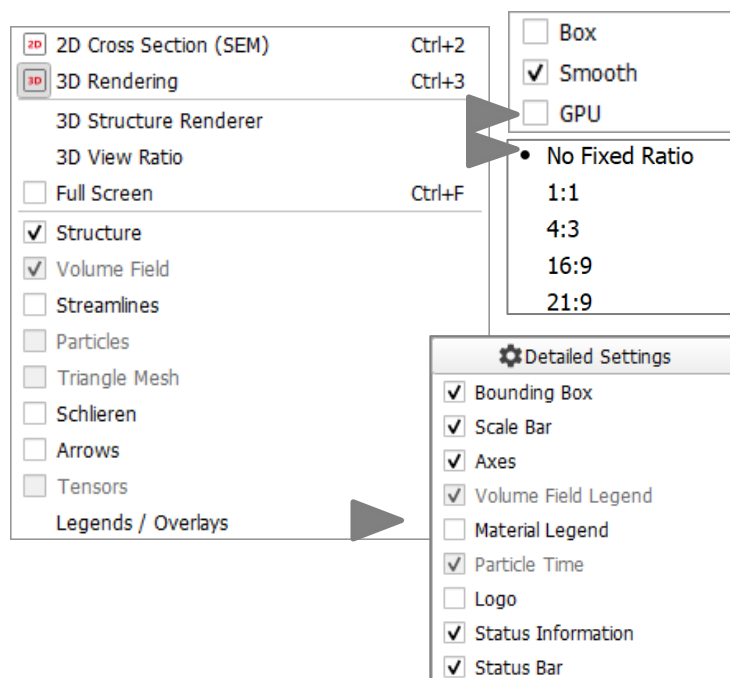 2D 2D Cross Section (SEM) Ctrl+2
3D 3D Rendering Ctrl+3
3D Structure Renderer
3D View Ratio
Full Screen Ctrl+F
Structure
Volume Field
Streamlines
Particles
Triangle Mesh
Schlieren
Arrows
Tensors
Legends / Overlays
Box
Smooth
GPU
No Fixed Ratio
1:1
4:3
16:9
21:9
Detailed Settings
Bounding Box
Scale Bar
Axes
Volume Field Legend
Material Legend
Particle Time
Logo
Status Information
Status Bar